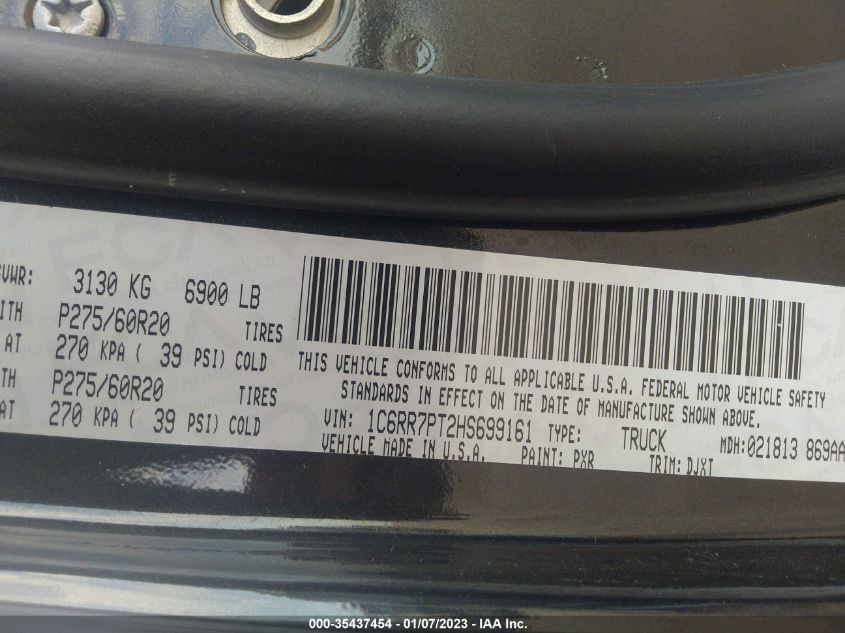 GVWR: 3130 KG 6900 LB
ITH P275/60R20 TIRES
AT 270 KPA ( 39 PSI) COLD
TH P275/60R20 TIRES
AT 270 KPA ( 39 PSI) COLD
THIS VEHICLE CONFORMS TO ALL APPLICABLE U.S.A. FEDERAL MOTOR VEHICLE SAFETY
STANDARDS IN EFFECT ON THE DATE OF MANUFACTURE SHOWN ABOVE.
VIN: 1C6RR7PT2HS699161 TYPE: TRUCK MDH:021813 869AA
VEHICLE MADE IN U.S.A. PAINT: PXR TRIM: DJXT
000-35437454 - 01/07/2023 - IAA Inc.